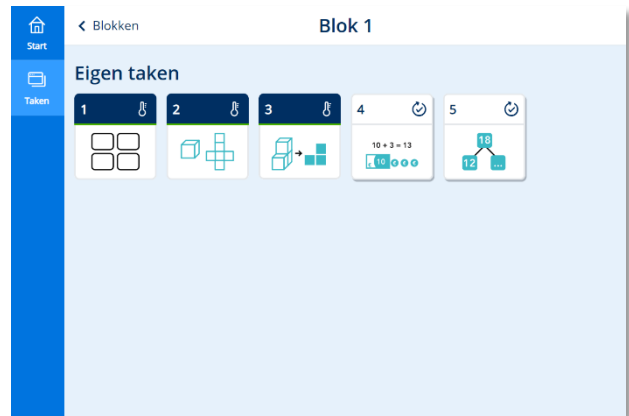 Start
Taken
Blokken
Blok 1
Eigen taken
1
2
3
4
10 + 3 = 13
10
5
18
12
...